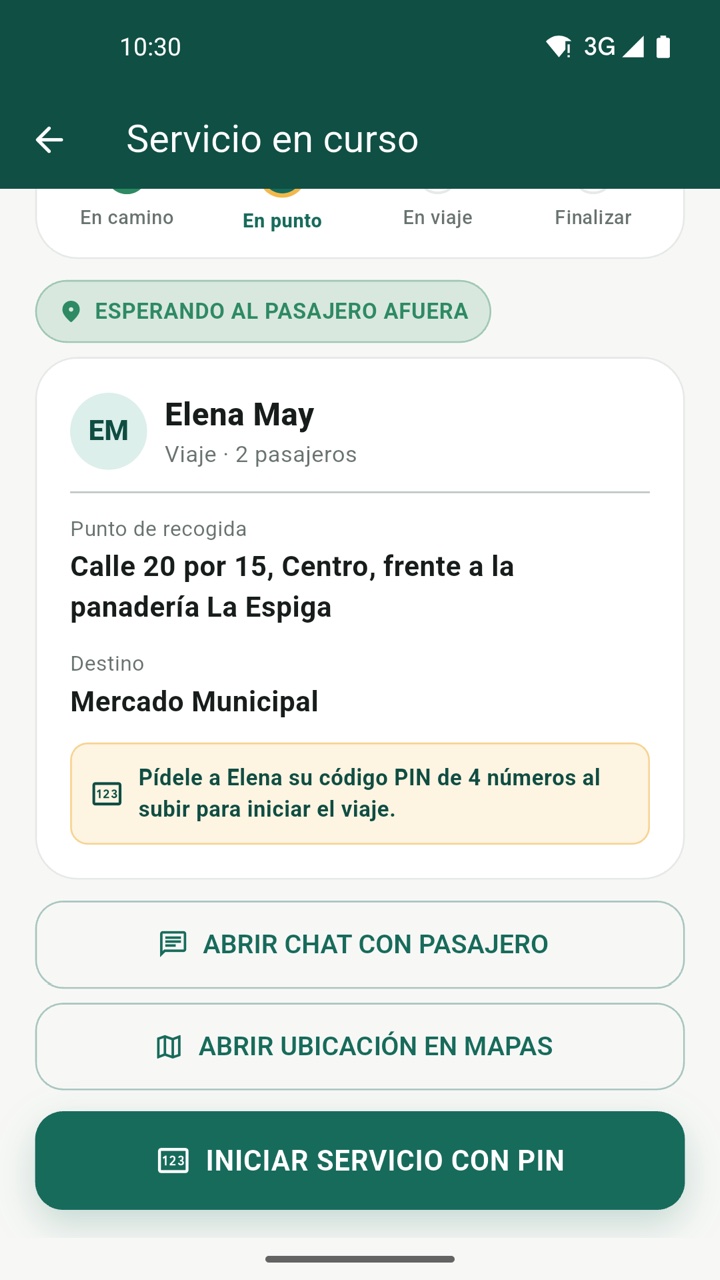 10:30
3G
Servicio en curso
En camino
En punto
En viaje
Finalizar
ESPERANDO AL PASAJERO AFUERA
EM
Elena May
Viaje · 2 pasajeros
Punto de recogida
Calle 20 por 15, Centro, frente a la
panadería La Espiga
Destino
Mercado Municipal
123
Pídele a Elena su código PIN de 4 números al
subir para iniciar el viaje.
ABRIR CHAT CON PASAJERO
ABRIR UBICACIÓN EN MAPAS
123
INICIAR SERVICIO CON PIN